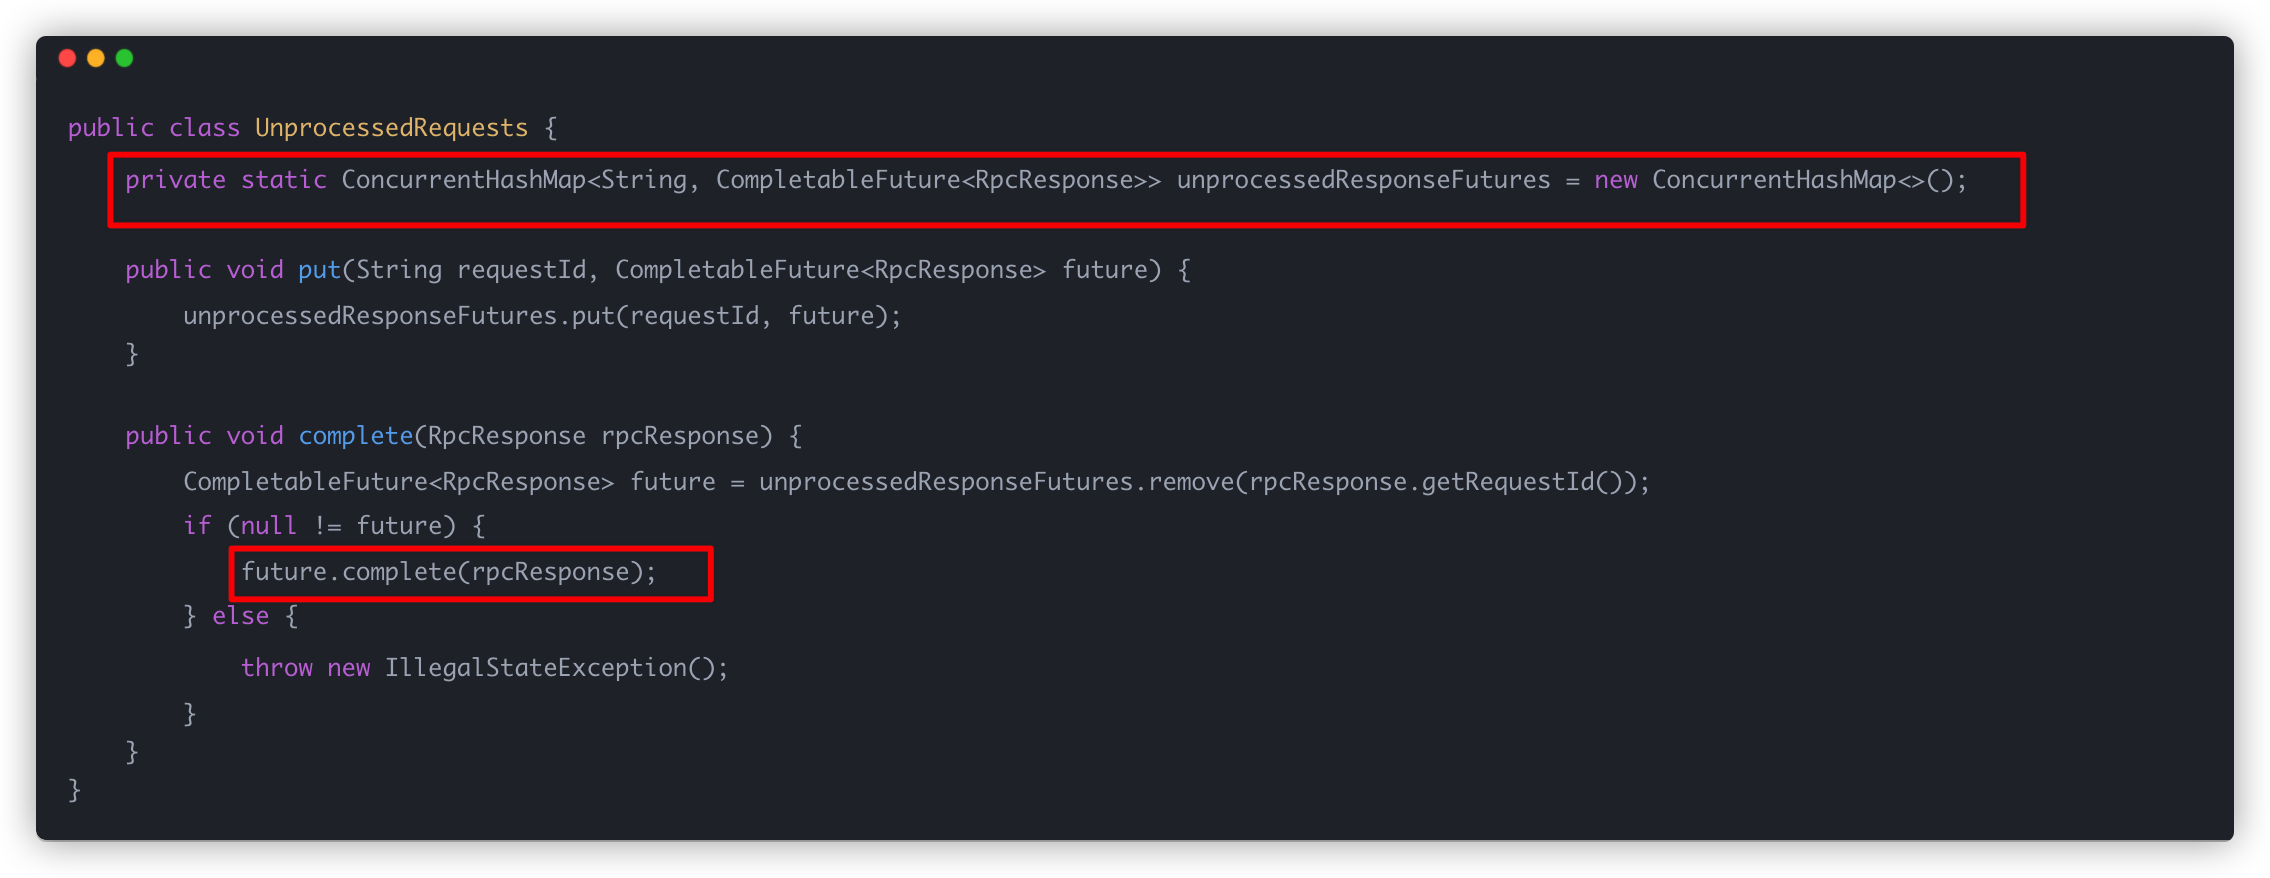 public class UnprocessedRequests {
    private static ConcurrentHashMap<String, CompletableFuture<RpcResponse>> unprocessedResponseFutures = new ConcurrentHashMap<>();
    public void put(String requestId, CompletableFuture<RpcResponse> future) {
        unprocessedResponseFutures.put(requestId, future);
    }
    public void complete(RpcResponse rpcResponse) {
        CompletableFuture<RpcResponse> future = unprocessedResponseFutures.remove(rpcResponse.getRequestId());
        if (null != future) {
            future.complete(rpcResponse);
        } else {
            throw new IllegalStateException();
        }
    }
}